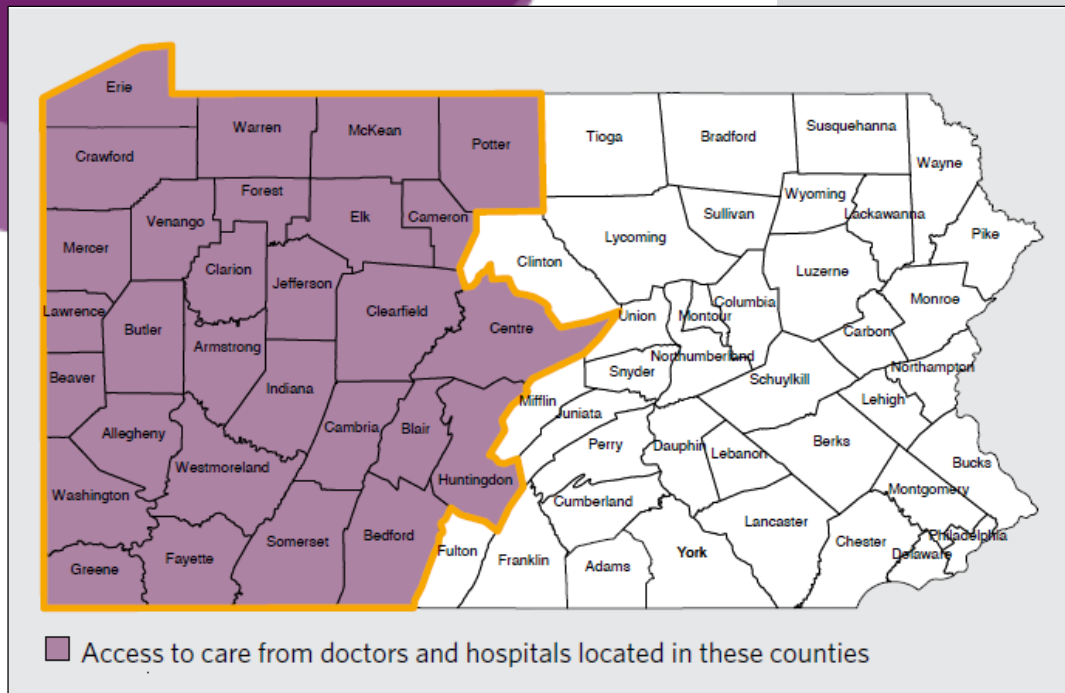 Erie
Warren
McKean
Potter
Tioga
Bradford
Susquehanna
Wayne
Crawford
Forest
Elk
Cameron
Wyoming
Sullivan
Lackawanna
Pike
Venango
Mercer
Lycoming
Clinton
Clarion
Jefferson
Luzerne
Monroe
Lawrence
Butler
Clearfield
Centre
Union
Montour
Columbia
Carbon
Armstrong
Northumberland
Northampton
Beaver
Indiana
Snyder
Schuylkill
Mifflin
Juniata
Lehigh
Allegheny
Cambria
Blair
Perry
Dauphin
Lebanon
Berks
Bucks
Westmoreland
Huntingdon
Washington
Cumberland
Montgomery
Lancaster
Somerset
Bedford
Fulton
Franklin
York
Chester
Philadelphia
Delaware
Greene
Fayette
Adams
Access to care from doctors and hospitals located in these counties